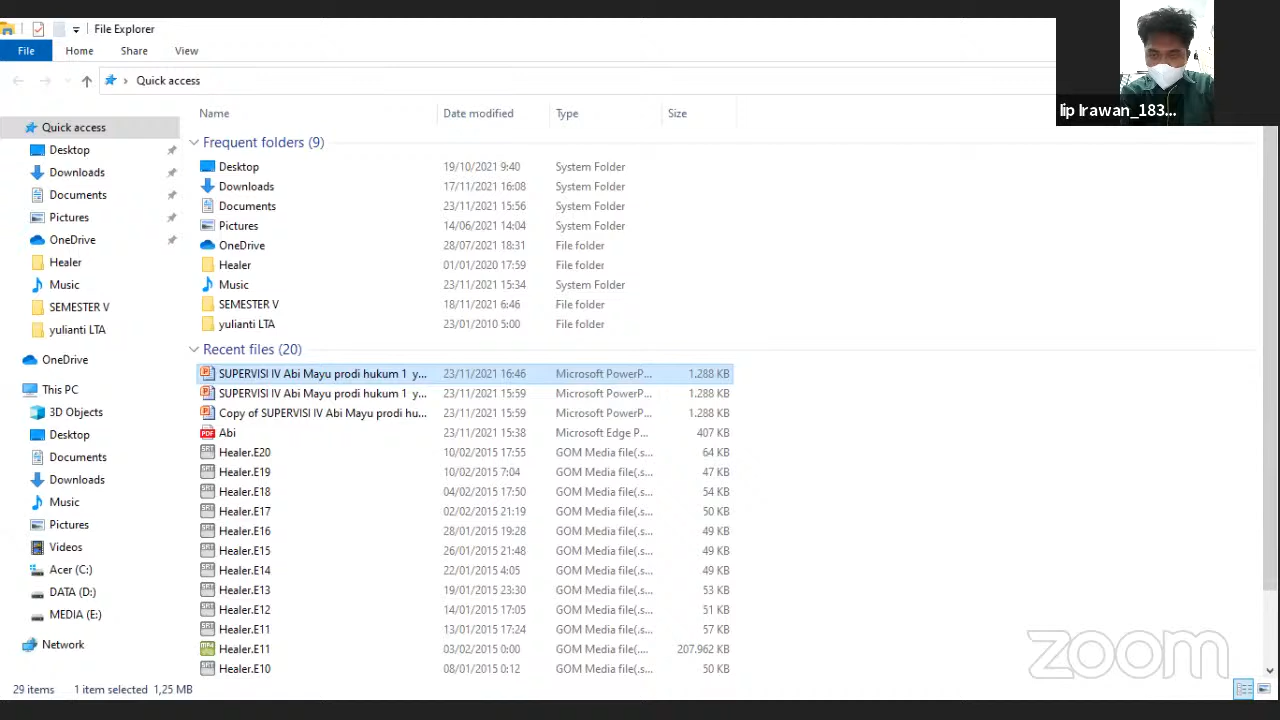 File Explorer
File Home Share View
Quick access
lip Irawan_183...
Name Date modified Type Size
Quick access
Desktop
Downloads
Documents
Pictures
OneDrive
Healer
Music
SEMESTER V
yulianti LTA
OneDrive
This PC
3D Objects
Desktop
Documents
Downloads
Music
Pictures
Videos
Acer (C:)
DATA (D:)
MEDIA (E:)
Network
Frequent folders (9)
Desktop 19/10/2021 9:40 System Folder
Downloads 17/11/2021 16:08 System Folder
Documents 23/11/2021 15:56 System Folder
Pictures 14/06/2021 14:04 System Folder
OneDrive 28/07/2021 18:31 File folder
Healer 01/01/2020 17:59 File folder
Music 23/11/2021 15:34 System Folder
SEMESTER V 18/11/2021 6:46 File folder
yulianti LTA 23/01/2010 5:00 File folder
Recent files (20)
SUPERVISI IV Abi Mayu prodi hukum 1 y... 23/11/2021 16:46 Microsoft PowerP... 1.288 KB
SUPERVISI IV Abi Mayu prodi hukum 1 y... 23/11/2021 15:59 Microsoft PowerP... 1.288 KB
Copy of SUPERVISI IV Abi Mayu prodi hu... 23/11/2021 15:59 Microsoft PowerP... 1.288 KB
Abi 23/11/2021 15:38 Microsoft Edge P... 407 KB
Healer.E20 10/02/2015 17:55 GOM Media file(.s... 64 KB
Healer.E19 10/02/2015 7:04 GOM Media file(.s... 47 KB
Healer.E18 04/02/2015 17:50 GOM Media file(.s... 54 KB
Healer.E17 02/02/2015 21:19 GOM Media file(.s... 50 KB
Healer.E16 28/01/2015 19:28 GOM Media file(.s... 49 KB
Healer.E15 26/01/2015 21:48 GOM Media file(.s... 49 KB
Healer.E14 22/01/2015 4:05 GOM Media file(.s... 49 KB
Healer.E13 19/01/2015 23:30 GOM Media file(.s... 53 KB
Healer.E12 14/01/2015 17:05 GOM Media file(.s... 51 KB
Healer.E11 13/01/2015 17:24 GOM Media file(.s... 57 KB
Healer.E11 03/02/2015 0:00 GOM Media file(.... 207.962 KB
Healer.E10 08/01/2015 0:12 GOM Media file(.s... 50 KB
zoom
29 items 1 item selected 1,25 MB